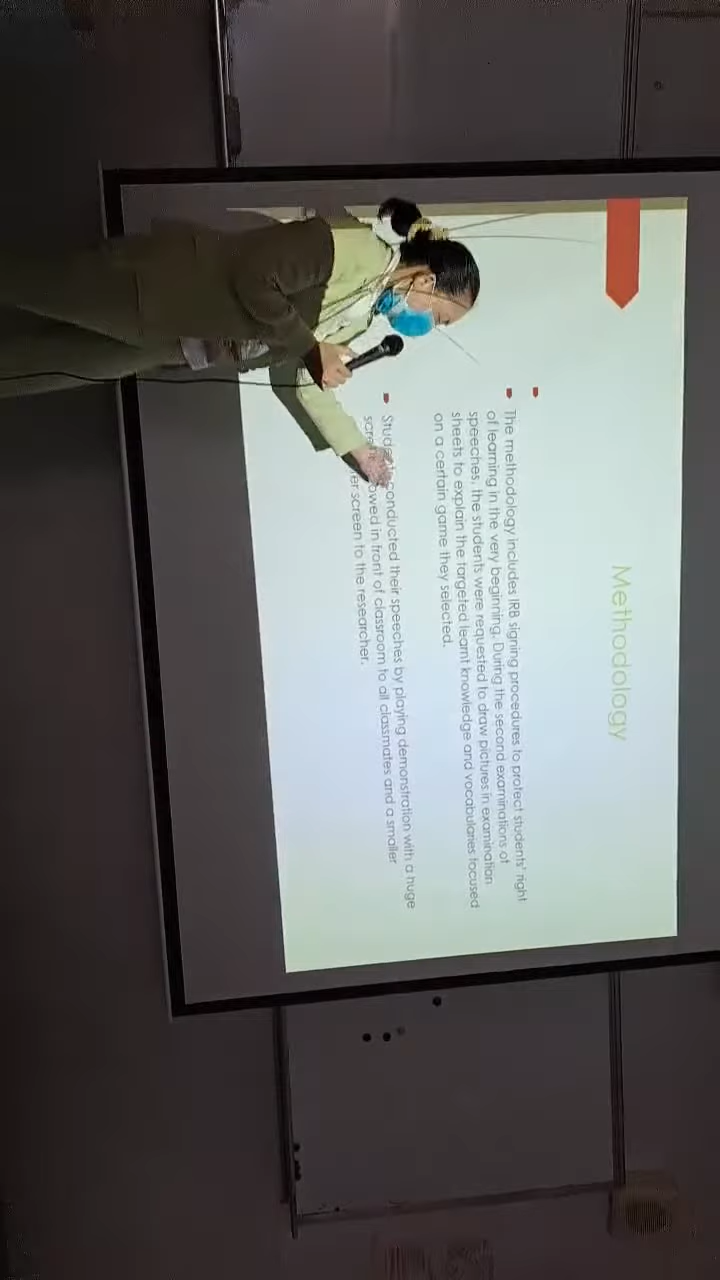 Methodology
The methodology includes IRB signing procedures to protect students' right
of learning in the very beginning. During the second examinations of
speeches, the students were requested to draw pictures in examination
sheets to explain the targeted learnt knowledge and vocabularies focused
on a certain game they selected.
Students conducted their speeches by playing demonstration with a huge
screen showed in front of classroom to all classmates and a smaller
screen to the researcher.